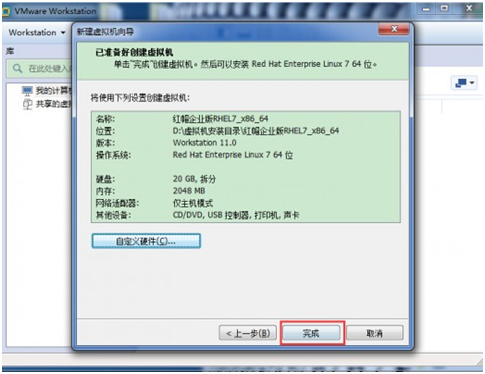 VMware Workstation
Workstation
新建虚拟机向导
库
已准备好创建虚拟机
单击"完成"创建虚拟机。然后可以安装 Red Hat Enterprise Linux 7 64 位。
在此处键入
我的计算机
共享的虚
将使用下列设置创建虚拟机:
名称: 红帽企业版RHEL7_x86_64
位置: D:\虚拟机安装目录\红帽企业版RHEL7_x86_64
版本: Workstation 11.0
操作系统: Red Hat Enterprise Linux 7 64 位
硬盘: 20 GB, 拆分
内存: 2048 MB
网络适配器: 仅主机模式
其他设备: CD/DVD, USB 控制器, 打印机, 声卡
自定义硬件(C)...
< 上一步(B)
完成
取消